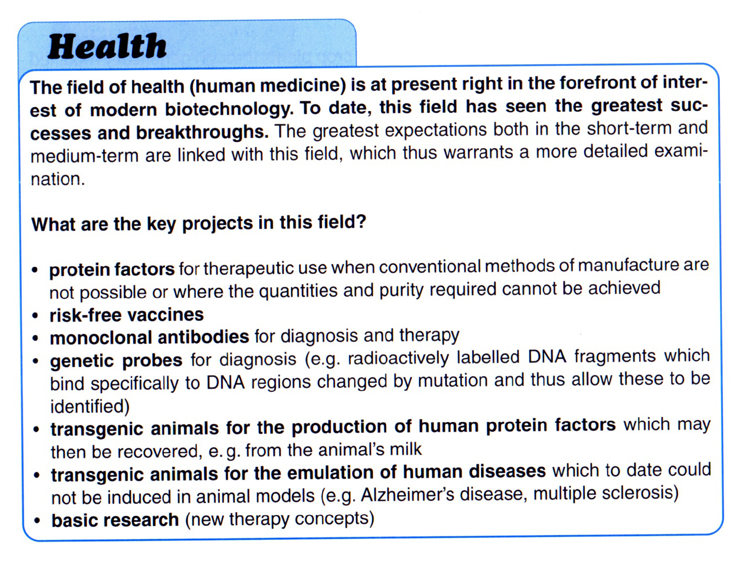 Health
The field of health (human medicine) is at present right in the forefront of inter-
est of modern biotechnology. To date, this field has seen the greatest suc-
cesses and breakthroughs. The greatest expectations both in the short-term and
medium-term are linked with this field, which thus warrants a more detailed exami-
nation.
What are the key projects in this field?
• protein factors for therapeutic use when conventional methods of manufacture are
not possible or where the quantities and purity required cannot be achieved
• risk-free vaccines
• monoclonal antibodies for diagnosis and therapy
• genetic probes for diagnosis (e.g. radioactively labelled DNA fragments which
bind specifically to DNA regions changed by mutation and thus allow these to be
identified)
• transgenic animals for the production of human protein factors which may
then be recovered, e.g. from the animal's milk
• transgenic animals for the emulation of human diseases which to date could
not be induced in animal models (e.g. Alzheimer's disease, multiple sclerosis)
• basic research (new therapy concepts)